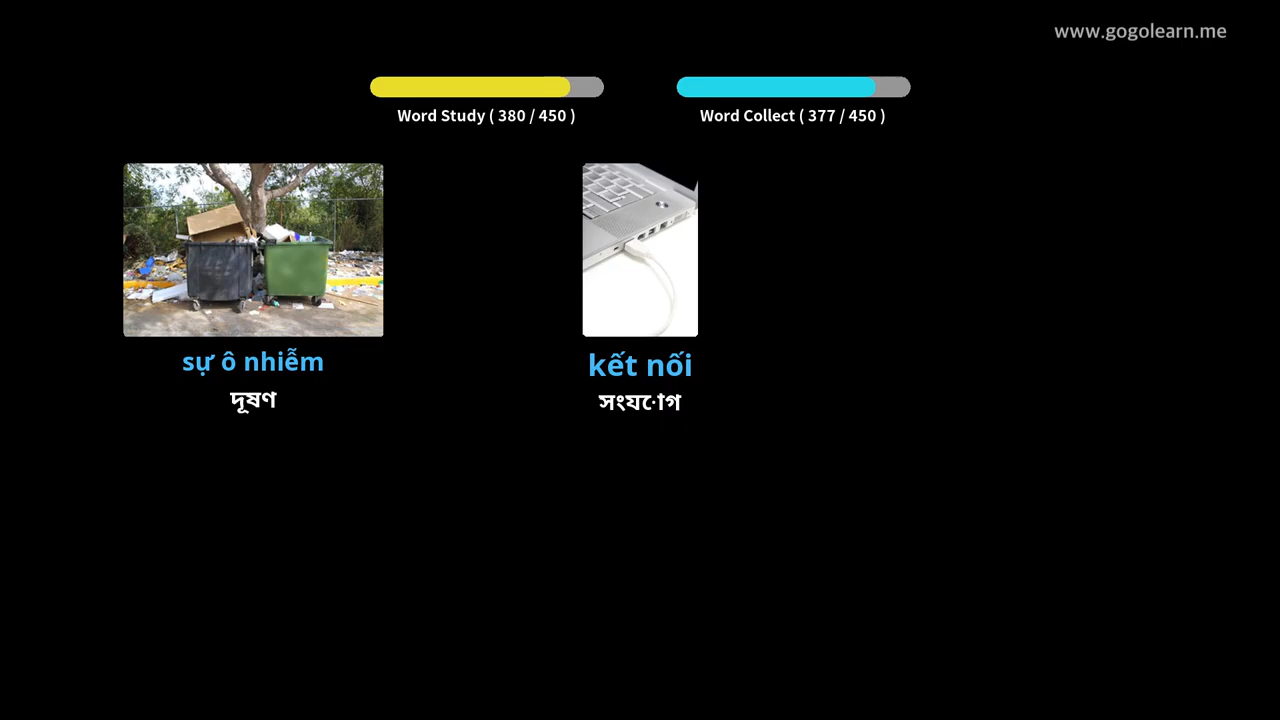 www.gogolearn.me
Word Study ( 380 / 450 )
Word Collect ( 377 / 450 )
sự ô nhiễm
দূষণ
kết nối
সংযোগ